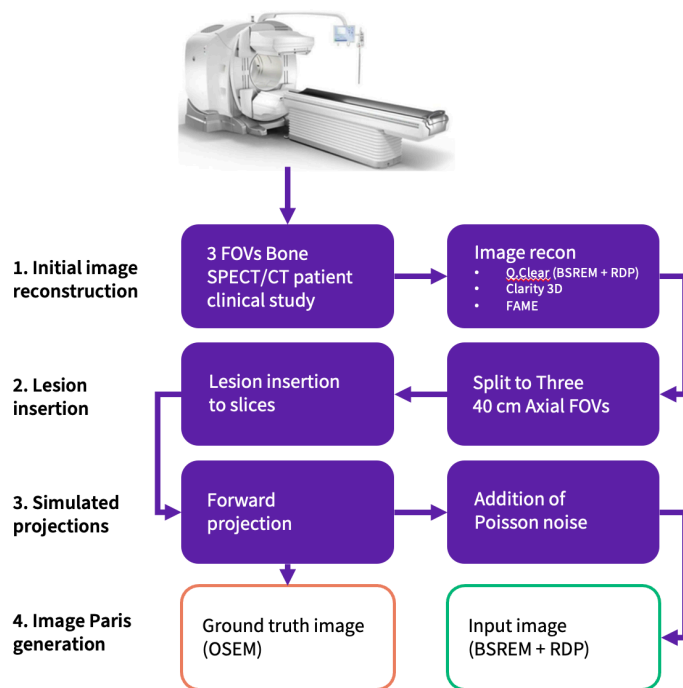 1. Initial image
reconstruction
3 FOVs Bone
SPECT/CT patient
clinical study
Image recon
• Q.Clear (BSREM + RDP)
• Clarity 3D
• FAME
2. Lesion
insertion
Lesion insertion
to slices
Split to Three
40 cm Axial FOVs
3. Simulated
projections
Forward
projection
Addition of
Poisson noise
4. Image Paris
generation
Ground truth image
(OSEM)
Input image
(BSREM + RDP)